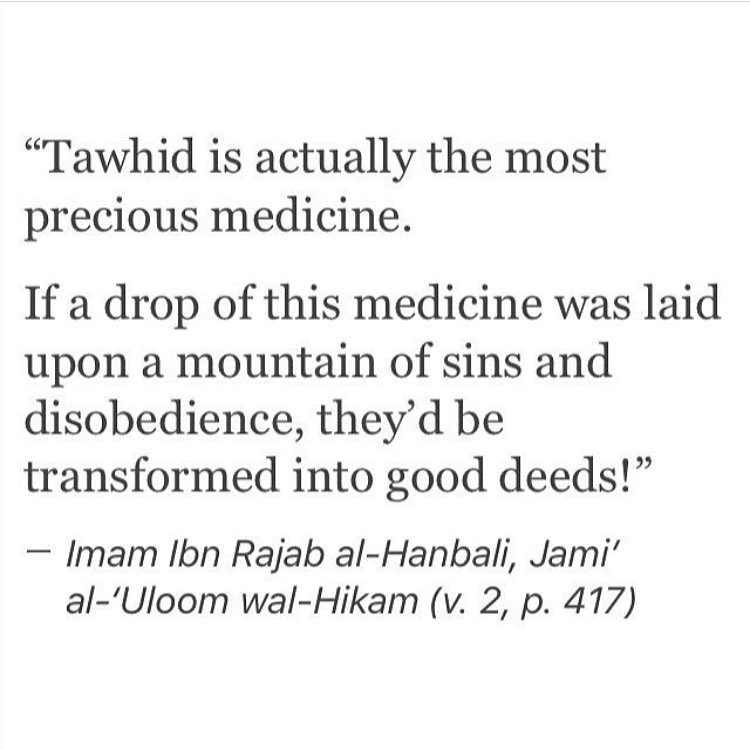 “Tawhid is actually the most
precious medicine.
If a drop of this medicine was laid
upon a mountain of sins and
disobedience, they’d be
transformed into good deeds!”
— Imam Ibn Rajab al-Hanbali, Jami'
al-'Uloom wal-Hikam (v. 2, p. 417)